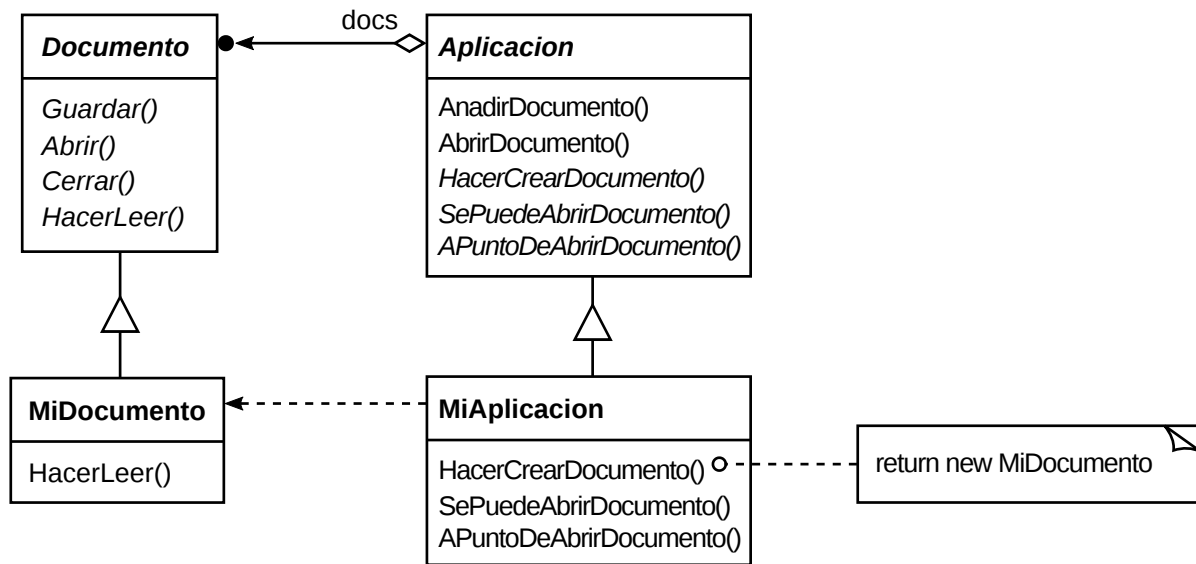 docs
Documento
Guardar()
Abrir()
Cerrar()
HacerLeer()
Aplicacion
AnadirDocumento()
AbrirDocumento()
HacerCrearDocumento()
SePuedeAbrirDocumento()
APuntoDeAbrirDocumento()
MiDocumento
HacerLeer()
MiAplicacion
HacerCrearDocumento()
SePuedeAbrirDocumento()
APuntoDeAbrirDocumento()
return new MiDocumento